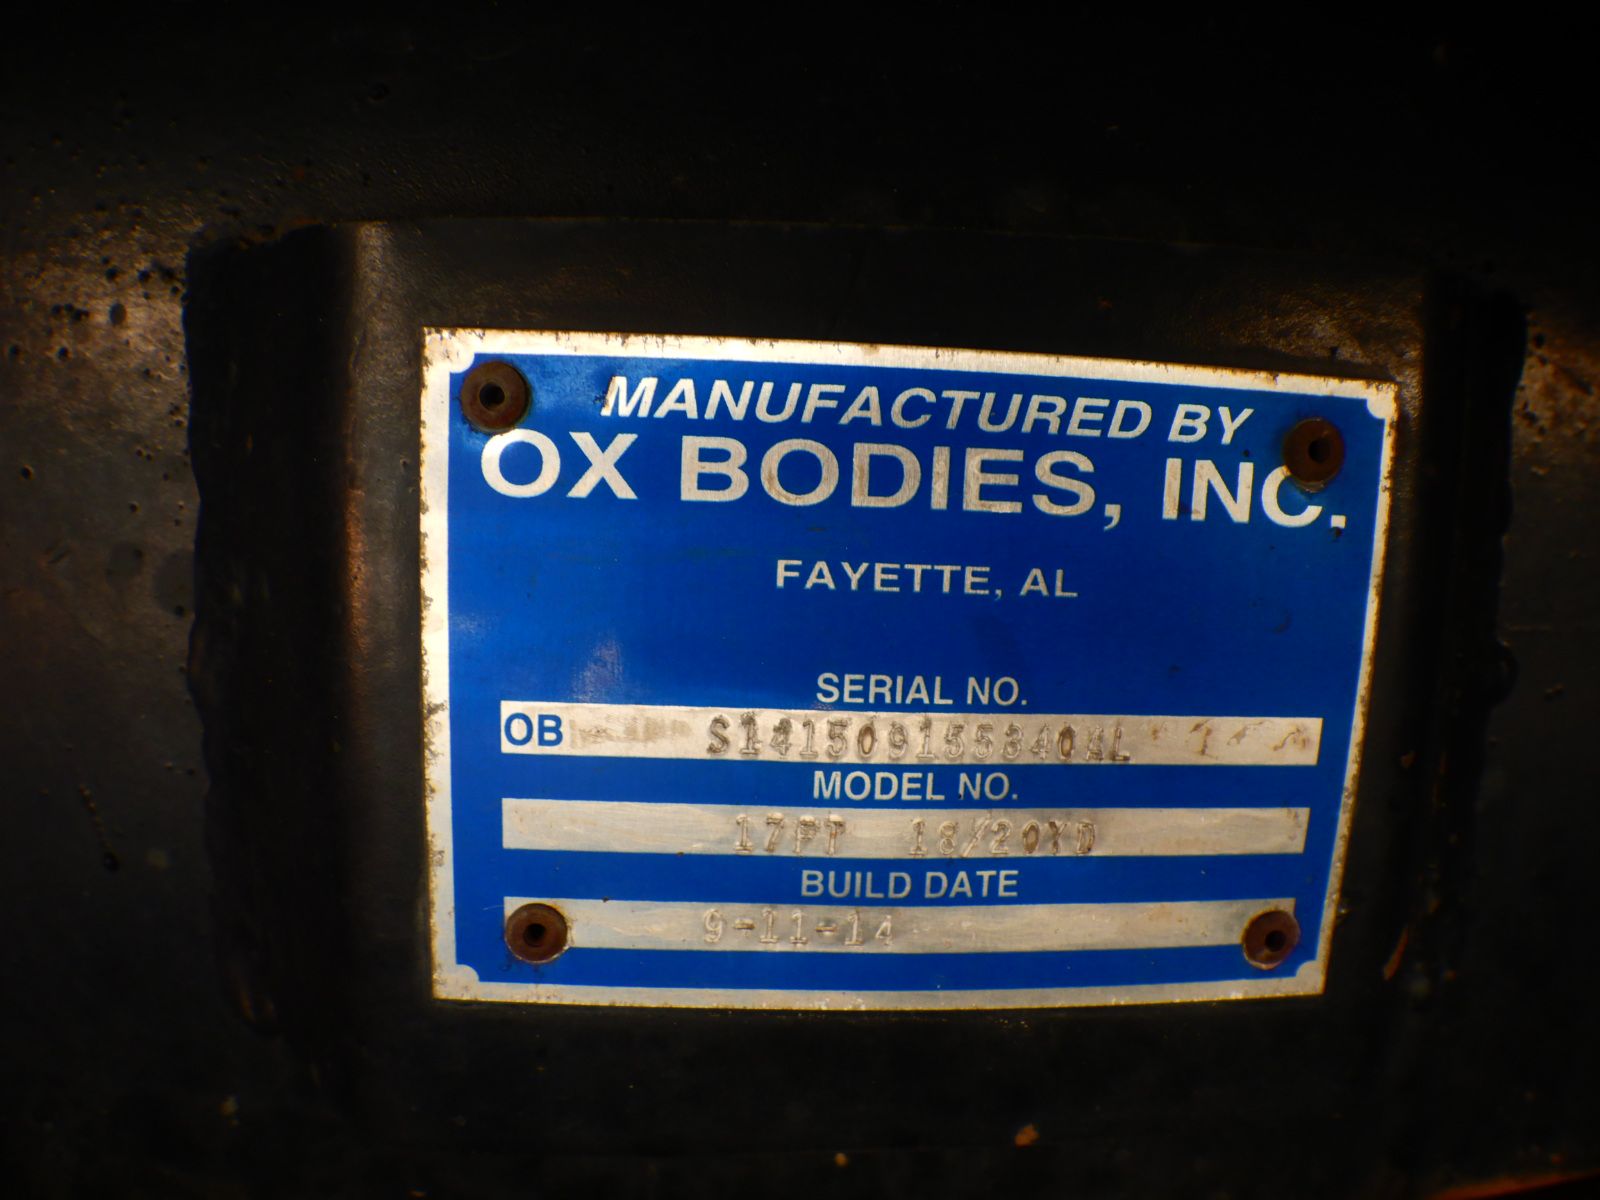 MANUFACTURED BY
OX BODIES, INC.
FAYETTE, AL
SERIAL NO.
OB S141509155340AL
MODEL NO.
17FT 18/20YD
BUILD DATE
9-11-14